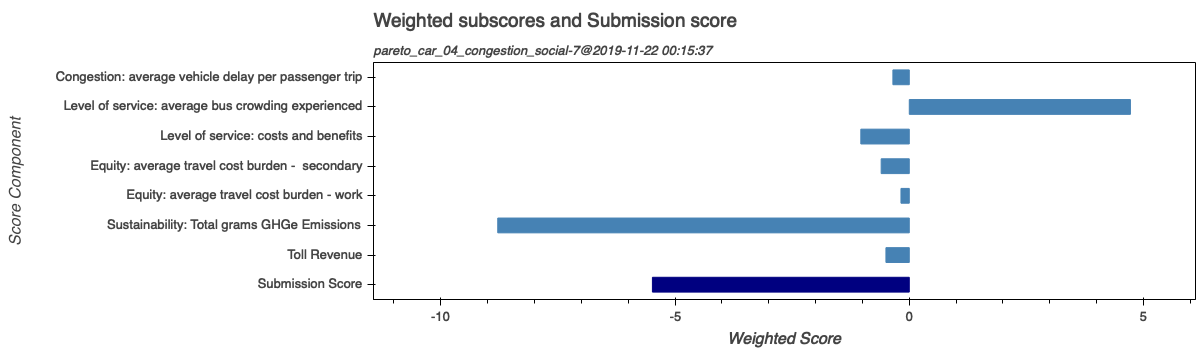 Weighted subscores and Submission score
pareto_car_04_congestion_social-7@2019-11-22 00:15:37
Score Component
Congestion: average vehicle delay per passenger trip
Level of service: average bus crowding experienced
Level of service: costs and benefits
Equity: average travel cost burden -  secondary
Equity: average travel cost burden - work
Sustainability: Total grams GHGe Emissions
Toll Revenue
Submission Score
-10 -5 0 5
Weighted Score